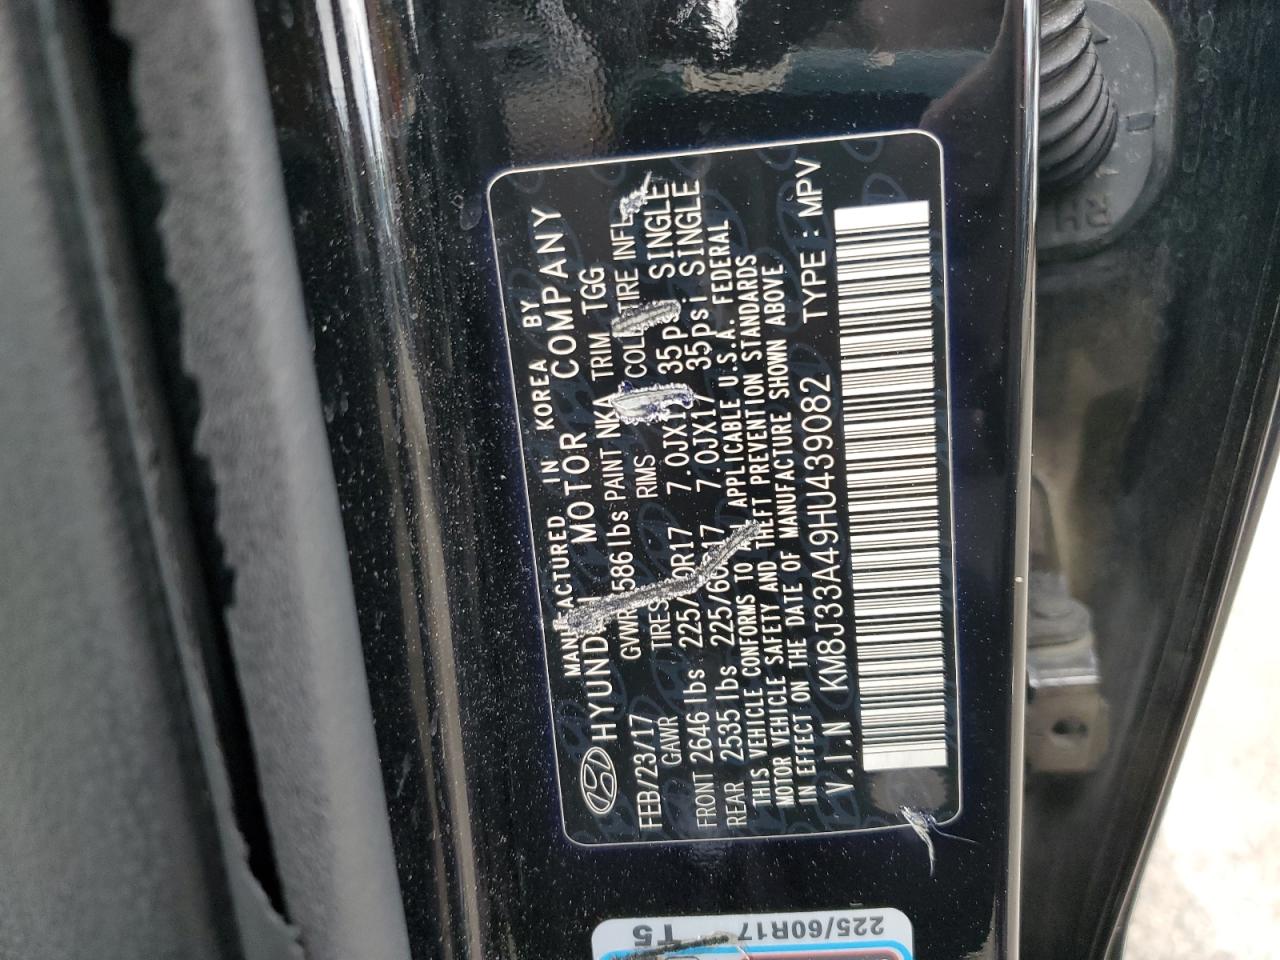 MANUFACTURED IN KOREA BY
HYUNDAI MOTOR COMPANY
FEB/23/17 GVWR 586 lbs PAINT NKA TRIM TGG
GAWR TIRES RIMS COLD TIRE INFL
FRONT 2646 lbs 225/60R17 7.0JX17 35psi SINGLE
REAR 2535 lbs 225/60R17 7.0JX17 35psi SINGLE
THIS VEHICLE CONFORMS TO ALL APPLICABLE U.S.A. FEDERAL
MOTOR VEHICLE SAFETY AND THEFT PREVENTION STANDARDS
IN EFFECT ON THE DATE OF MANUFACTURE SHOWN ABOVE
V.I.N KM8J33A49HU439082 TYPE : MPV
225/60R17
T5
RH